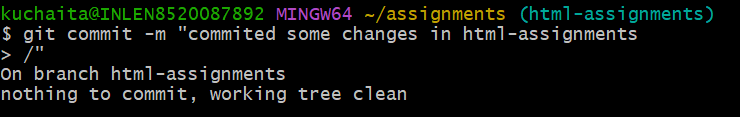 kuchaita@INLEN8520087892 MINGW64 ~/assignments (html-assignments)
$ git commit -m "commited some changes in html-assignments
> /"
On branch html-assignments
nothing to commit, working tree clean